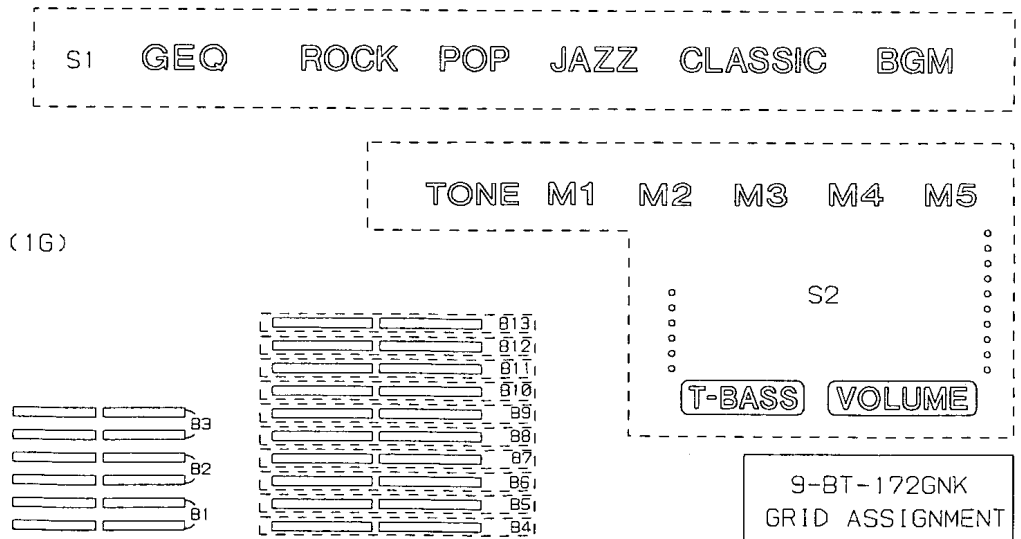 S1 GEQ ROCK POP JAZZ CLASSIC BGM
TONE M1 M2 M3 M4 M5
(1G)
S2
B13
B12
B11
B10
B9
B8
B7
B6
B5
B4
B3
B2
B1
T-BASS VOLUME
9-BT-172GNK
GRID ASSIGNMENT